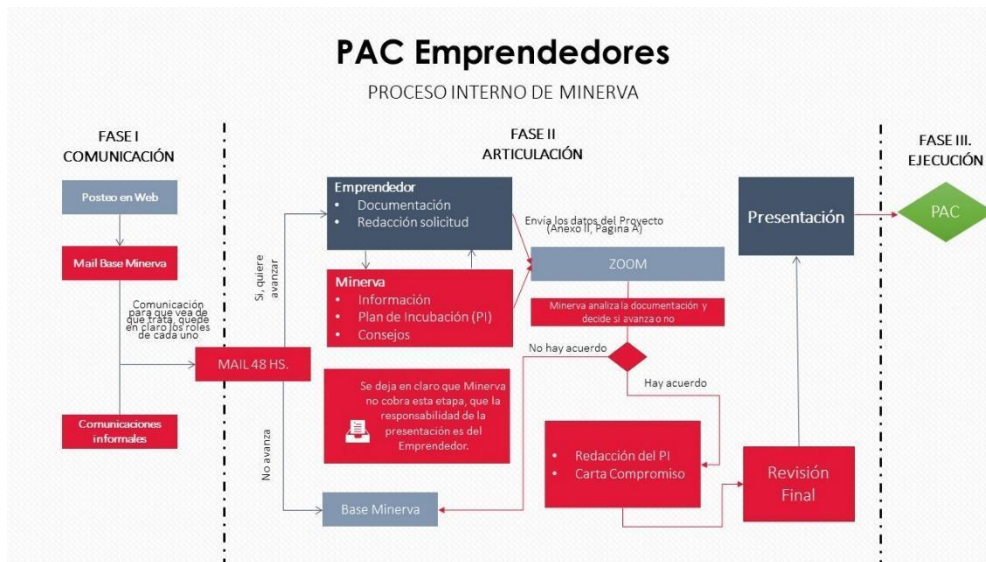 PAC Emprendedores
PROCESO INTERNO DE MINERVA
FASE I
COMUNICACIÓN
Posteo en Web
Mail Base Minerva
Comunicación
para que vea de
que trata, quede
en claro los roles
de cada uno
MAIL 48 HS.
Comunicaciones
informales
FASE II
ARTICULACIÓN
Si, quiere
avanzar
No avanza
Emprendedor
• Documentación
• Redacción solicitud
Minerva
• Información
• Plan de Incubación (PI)
• Consejos
Se deja en claro que Minerva
no cobra esta etapa, que la
responsabilidad de la
presentación es del
Emprendedor.
Base Minerva
Envía los datos del Proyecto
(Anexo II, Página A)
ZOOM
Minerva analiza la documentación y
decide si avanza o no
No hay acuerdo
Hay acuerdo
• Redacción del PI
• Carta Compromiso
Revisión
Final
Presentación
FASE III.
EJECUCIÓN
PAC